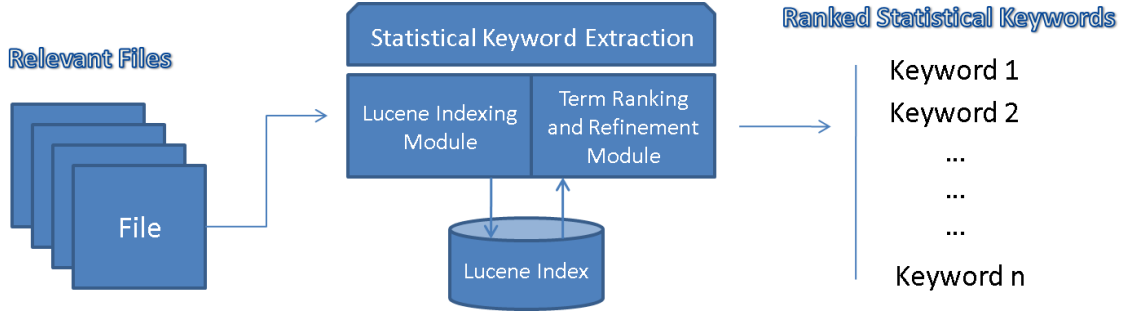 Relevant Files
File
Statistical Keyword Extraction
Lucene Indexing
Module
Term Ranking
and Refinement
Module
Lucene Index
Ranked Statistical Keywords
Keyword 1
Keyword 2
...
...
...
Keyword n